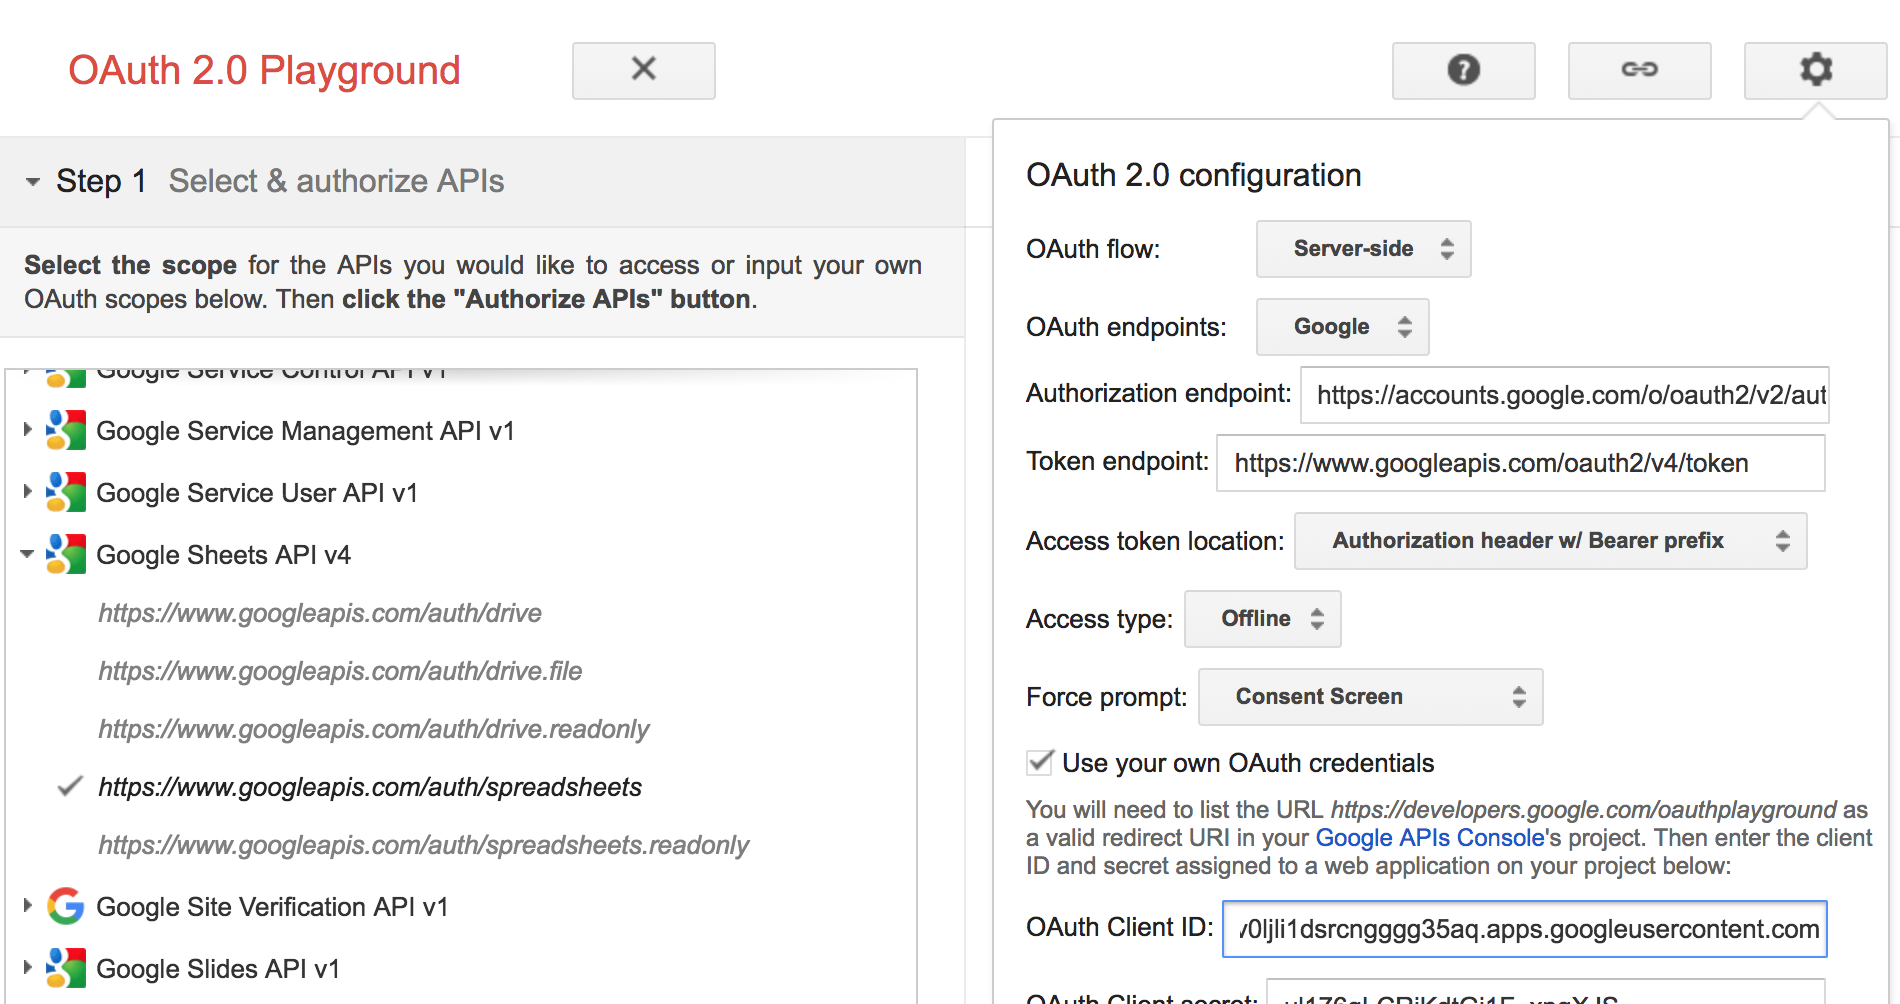 OAuth 2.0 Playground
Step 1 Select & authorize APIs
Select the scope for the APIs you would like to access or input your own
OAuth scopes below. Then click the "Authorize APIs" button.
Google Service Control API v1
Google Service Management API v1
Google Service User API v1
Google Sheets API v4
https://www.googleapis.com/auth/drive
https://www.googleapis.com/auth/drive.file
https://www.googleapis.com/auth/drive.readonly
https://www.googleapis.com/auth/spreadsheets
https://www.googleapis.com/auth/spreadsheets.readonly
Google Site Verification API v1
Google Slides API v1
OAuth 2.0 configuration
OAuth flow: Server-side
OAuth endpoints: Google
Authorization endpoint: https://accounts.google.com/o/oauth2/v2/aut
Token endpoint: https://www.googleapis.com/oauth2/v4/token
Access token location: Authorization header w/ Bearer prefix
Access type: Offline
Force prompt: Consent Screen
Use your own OAuth credentials
You will need to list the URL https://developers.google.com/oauthplayground as
a valid redirect URI in your Google APIs Console's project. Then enter the client
ID and secret assigned to a web application on your project below:
OAuth Client ID: v0ljli1dsrcngggg35aq.apps.googleusercontent.com
OAuth Client secret: